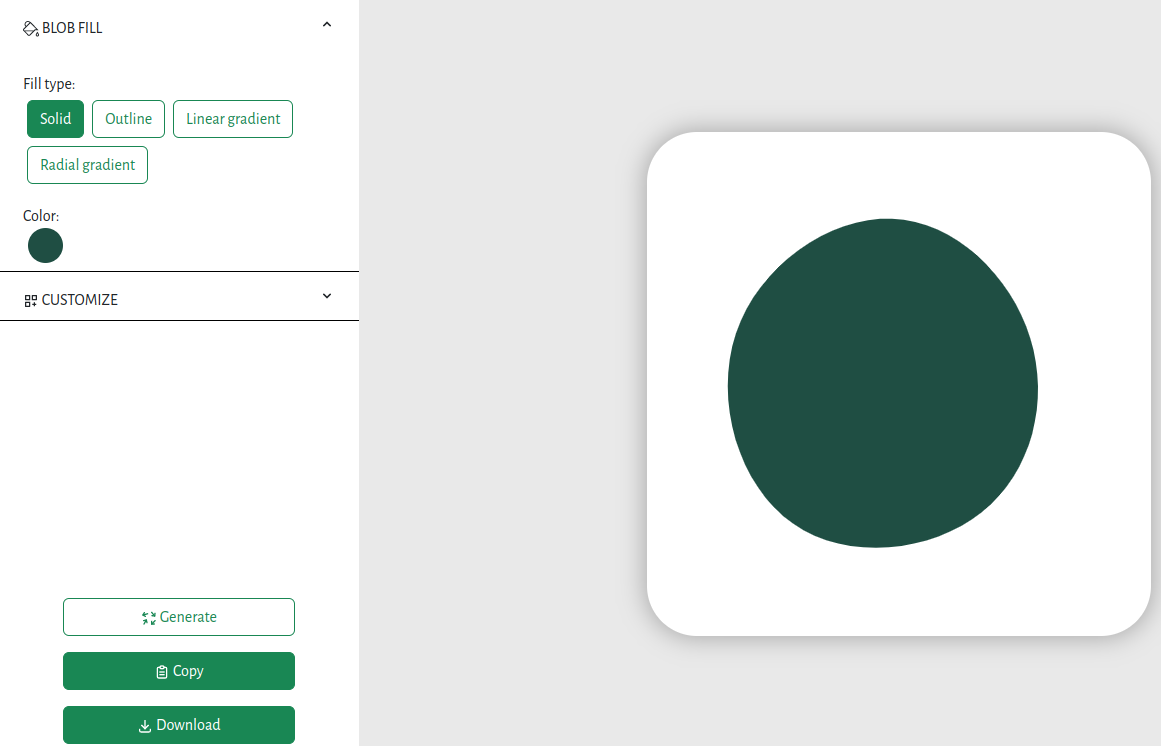 BLOB FILL
Fill type:
Solid Outline Linear gradient
Radial gradient
Color:
CUSTOMIZE
Generate
Copy
Download